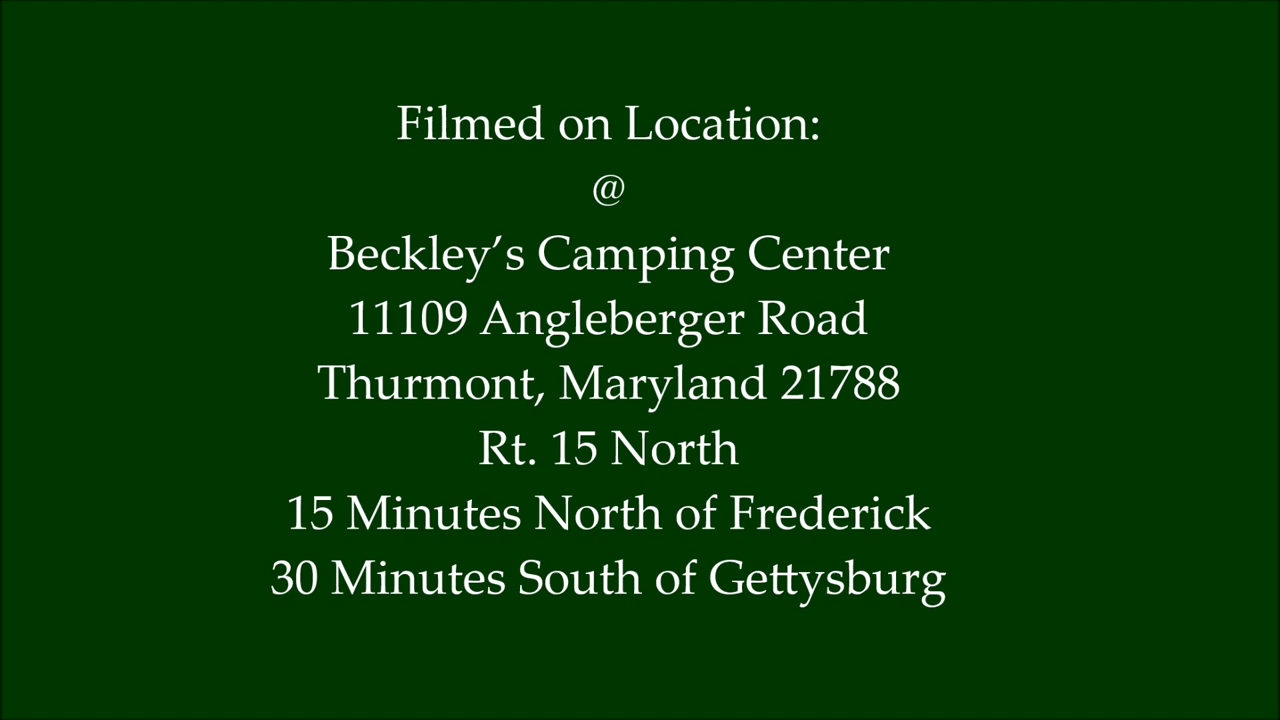 Filmed on Location:
@
Beckley’s Camping Center
11109 Angleberger Road
Thurmont, Maryland 21788
Rt. 15 North
15 Minutes North of Frederick
30 Minutes South of Gettysburg